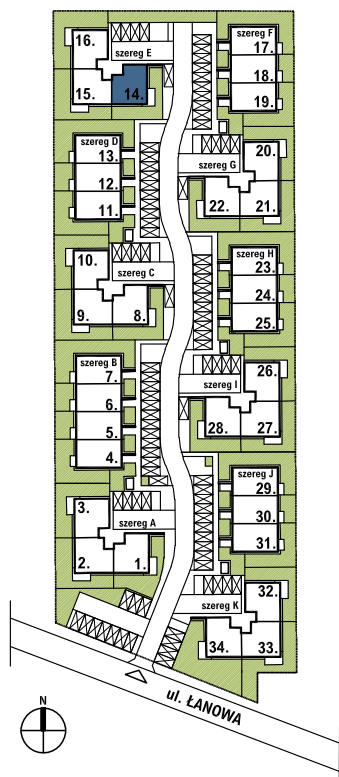 16.
szereg E
15.
14.
szereg F
17.
18.
19.
szereg D
13.
12.
11.
szereg G
20.
22.
21.
10.
szereg C
9.
8.
szereg H
23.
24.
25.
szereg B
7.
6.
5.
4.
26.
szereg I
28.
27.
3.
szereg A
2.
1.
szereg J
29.
30.
31.
32.
szereg K
34.
33.
ul. ŁANOWA
N